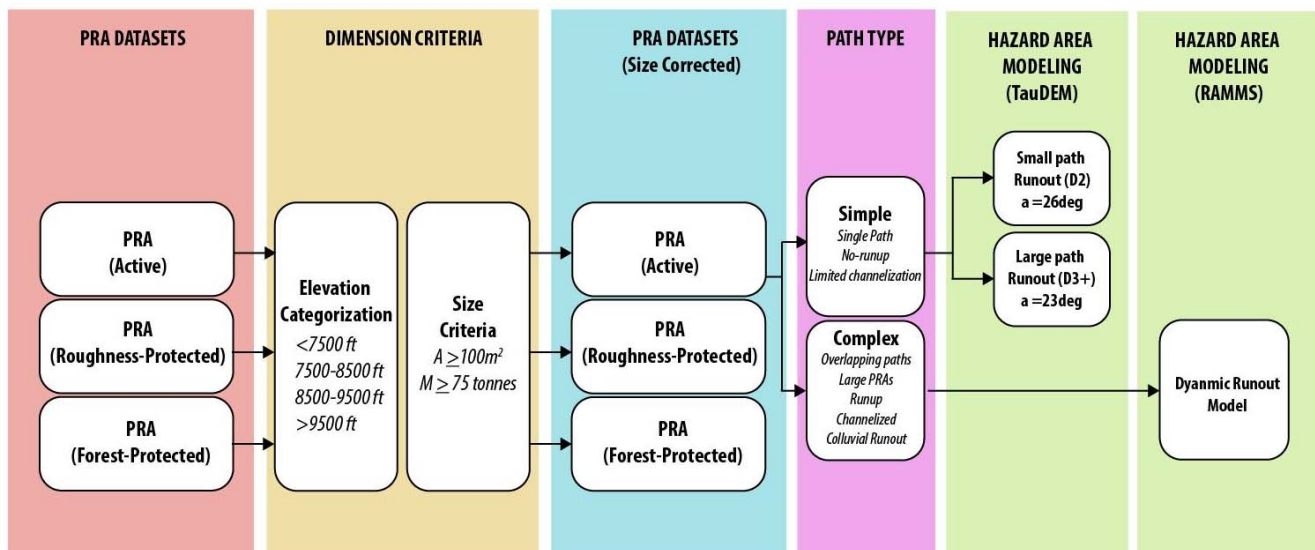 PRA DATASETS
DIMENSION CRITERIA
PRA DATASETS
(Size Corrected)
PATH TYPE
HAZARD AREA
MODELING
(TauDEM)
HAZARD AREA
MODELING
(RAMMS)
PRA
(Active)
PRA
(Roughness-Protected)
PRA
(Forest-Protected)
Elevation
Categorization
<7500 ft
7500-8500 ft
8500-9500 ft
>9500 ft
Size
Criteria
A ≥100m²
M ≥ 75 tonnes
PRA
(Active)
PRA
(Roughness-Protected)
PRA
(Forest-Protected)
Simple
Single Path
No-runup
Limited channelization
Complex
Overlapping paths
Large PRAs
Runup
Channelized
Colluvial Runout
Small path
Runout (D2)
a =26deg
Large path
Runout (D3+)
a =23deg
Dyanmic Runout
Model